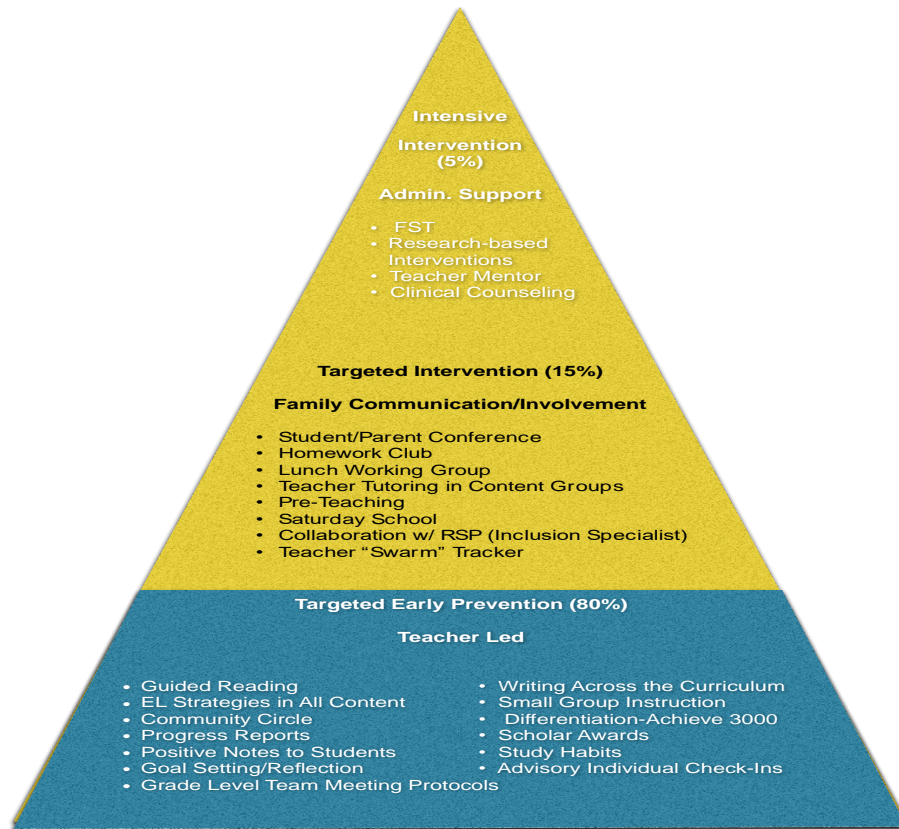 Intensive
Intervention
(5%)
Admin. Support
• FST
• Research-based
Interventions
• Teacher Mentor
• Clinical Counseling
Targeted Intervention (15%)
Family Communication/Involvement
• Student/Parent Conference
• Homework Club
• Lunch Working Group
• Teacher Tutoring in Content Groups
• Pre-Teaching
• Saturday School
• Collaboration w/ RSP (Inclusion Specialist)
• Teacher “Swarm” Tracker
Targeted Early Prevention (80%)
Teacher Led
• Guided Reading
• EL Strategies in All Content
• Community Circle
• Progress Reports
• Positive Notes to Students
• Goal Setting/Reflection
• Grade Level Team Meeting Protocols
• Writing Across the Curriculum
• Small Group Instruction
• Differentiation-Achieve 3000
• Scholar Awards
• Study Habits
• Advisory Individual Check-Ins